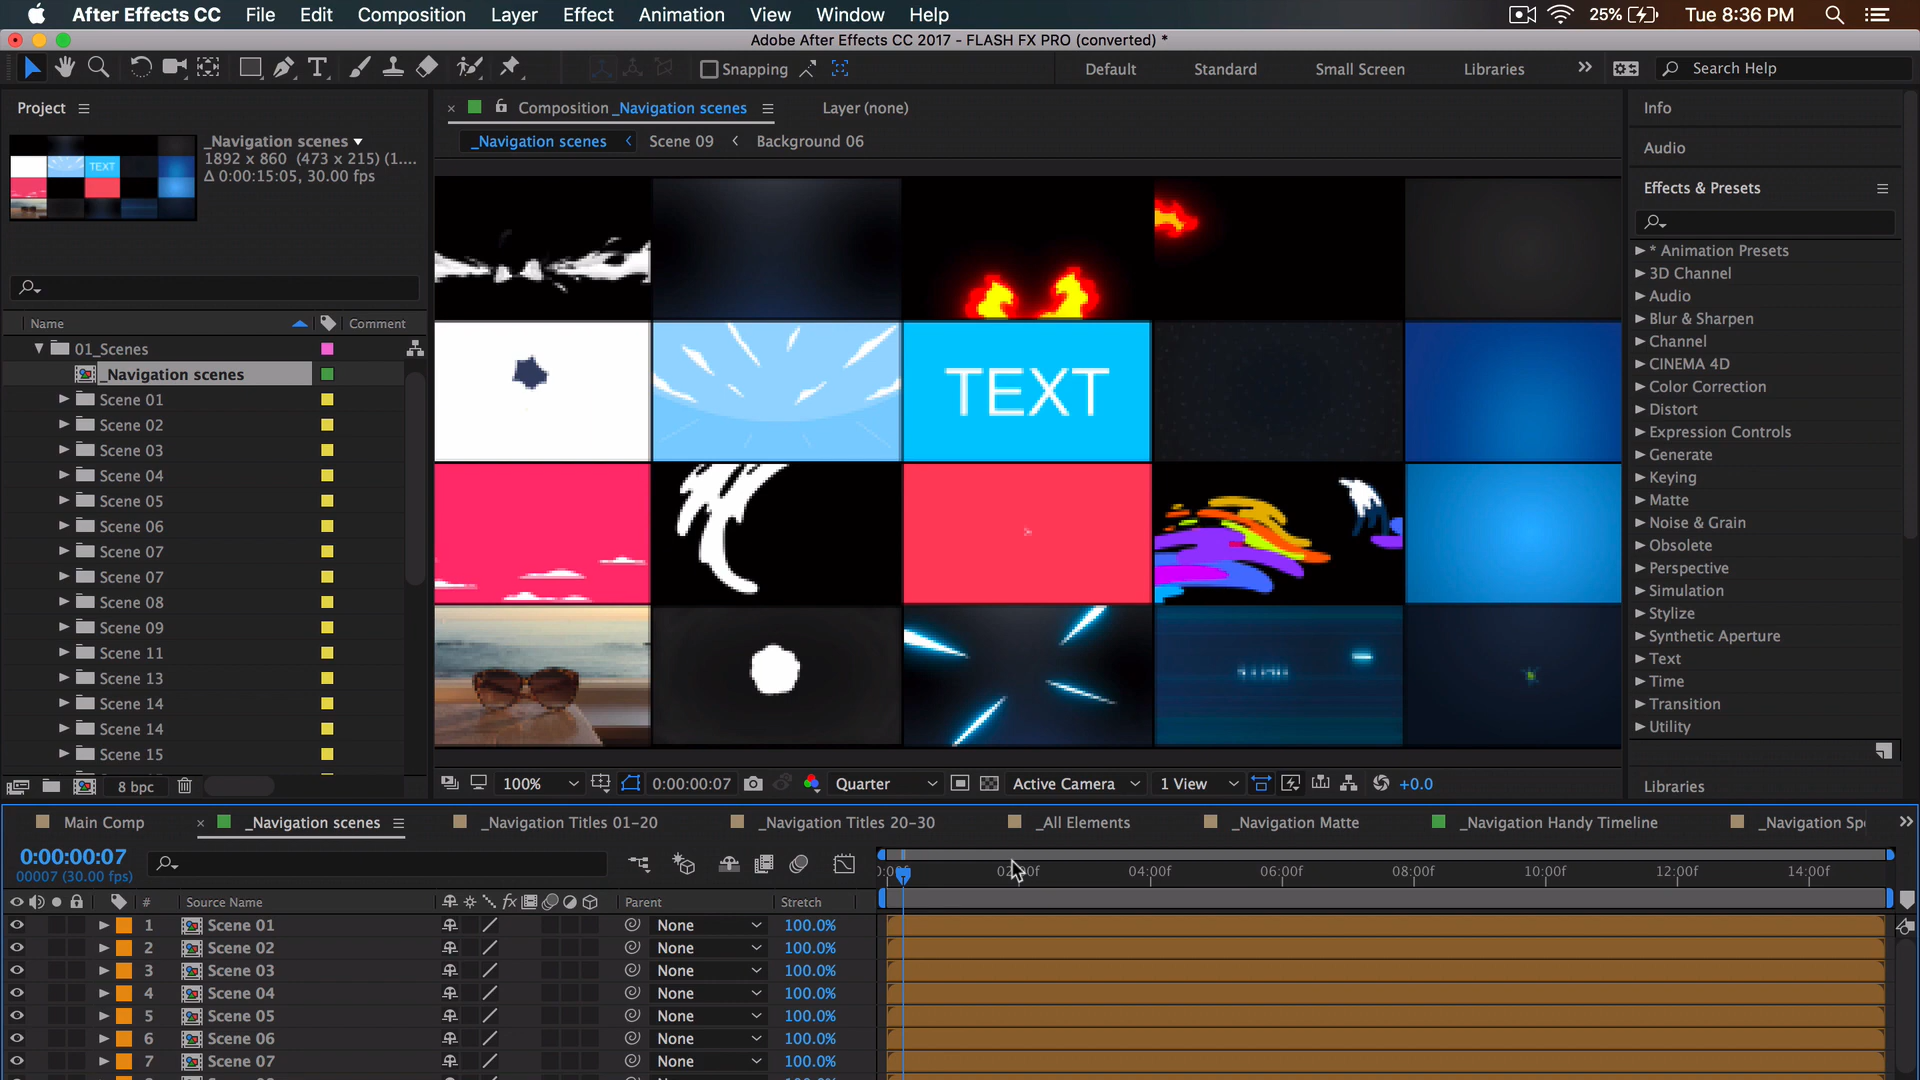 After Effects CC File Edit Composition Layer Effect Animation View Window Help 25% Tue 8:36 PM
Adobe After Effects CC 2017 - FLASH FX PRO (converted) *
Snapping Default Standard Small Screen Libraries Search Help
Project
_Navigation scenes
1892 x 860 (473 x 215) (1....
Δ 0:00:15:05, 30.00 fps
Name Comment
01_Scenes
_Navigation scenes
Scene 01
Scene 02
Scene 03
Scene 04
Scene 05
Scene 06
Scene 07
Scene 07
Scene 08
Scene 09
Scene 11
Scene 13
Scene 14
Scene 14
Scene 15
8 bpc
Composition _Navigation scenes Layer (none)
_Navigation scenes Scene 09 Background 06
TEXT
TEXT
100% 0:00:00:07 Quarter Active Camera 1 View +0.0
Info
Audio
Effects & Presets
* Animation Presets
3D Channel
Audio
Blur & Sharpen
Channel
CINEMA 4D
Color Correction
Distort
Expression Controls
Generate
Keying
Matte
Noise & Grain
Obsolete
Perspective
Simulation
Stylize
Synthetic Aperture
Text
Time
Transition
Utility
Libraries
Main Comp _Navigation scenes _Navigation Titles 01-20 _Navigation Titles 20-30 _All Elements _Navigation Matte _Navigation Handy Timeline _Navigation Sp
0:00:00:07
00007 (30.00 fps)
02:00f 04:00f 06:00f 08:00f 10:00f 12:00f 14:00f
# Source Name fx Parent Stretch
1 Scene 01 None 100.0%
2 Scene 02 None 100.0%
3 Scene 03 None 100.0%
4 Scene 04 None 100.0%
5 Scene 05 None 100.0%
6 Scene 06 None 100.0%
7 Scene 07 None 100.0%